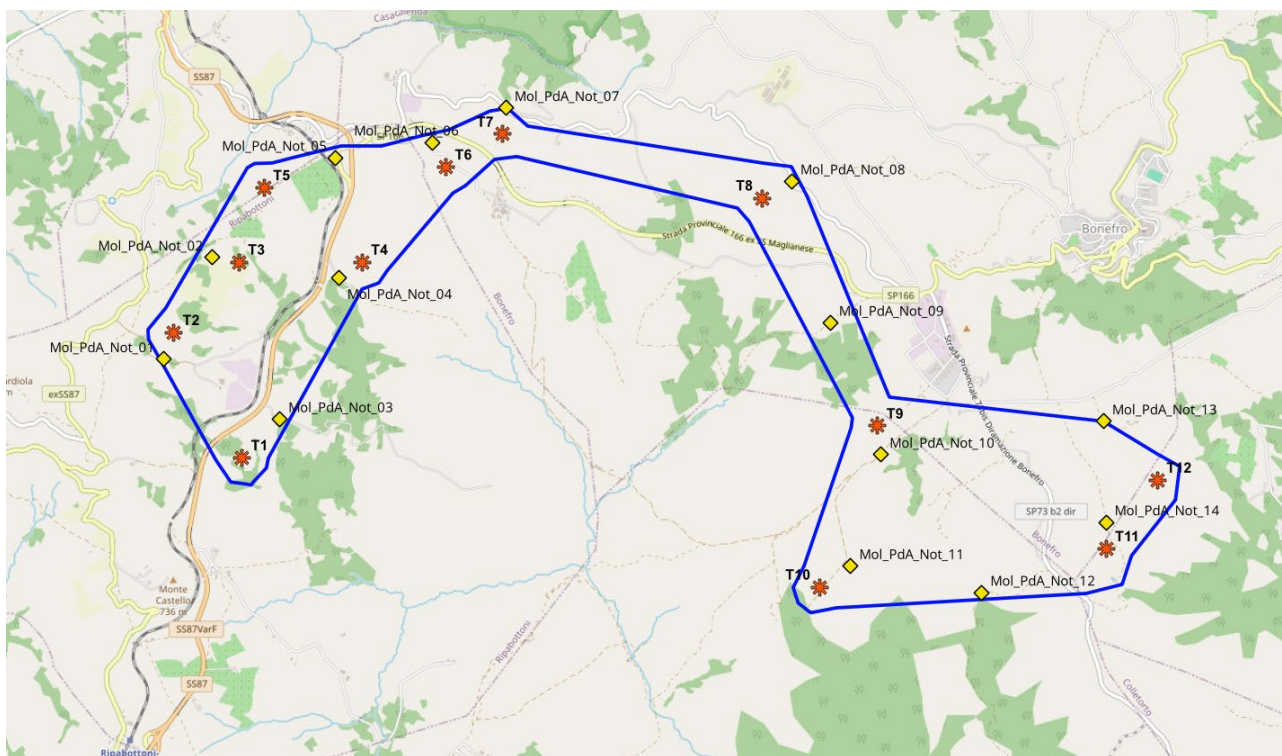 Casacalenda
SS87
Mol_PdA_Not_07
T7
Mol_PdA_Not_06
Mol_PdA_Not_05
T6
Mol_PdA_Not_08
T5
T8
Ripabottoni
Bonefro
Strada Provinciale 166 ex SS Maglianese
Mol_PdA_Not_02
T3
T4
Mol_PdA_Not_04
Bonefro
SP166
Mol_PdA_Not_09
T2
Mol_PdA_Not_01
exSS87
Mol_PdA_Not_03
Mol_PdA_Not_13
T9
Mol_PdA_Not_10
T1
T12
SP73 b2 dir
Mol_PdA_Not_14
T11
Bonefro
Mol_PdA_Not_11
T10
Mol_PdA_Not_12
Monte
Castello
736 m
SS87VarF
Ripabottoni
SS87
Colletorto
Ripabottoni-